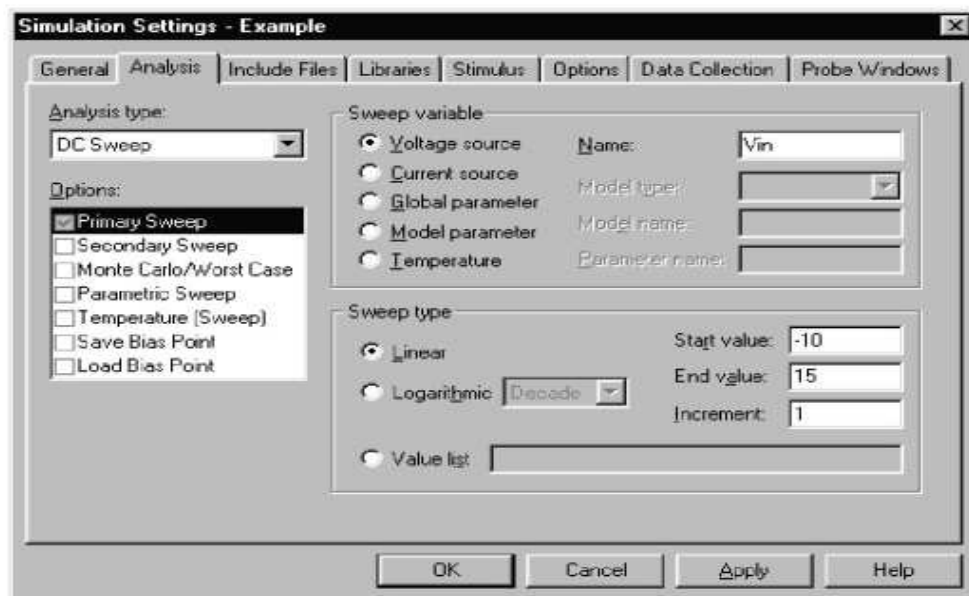 Simulation Settings - Example
General Analysis Include Files Libraries Stimulus Options Data Collection Probe Windows
Analysis type:
DC Sweep
Options:
Primary Sweep
Secondary Sweep
Monte Carlo/Worst Case
Parametric Sweep
Temperature (Sweep)
Save Bias Point
Load Bias Point
Sweep variable
Voltage source
Current source
Global parameter
Model parameter
Temperature
Name: Vin
Model type:
Model name:
Parameter name:
Sweep type
Linear
Logarithmic Decade
Value list
Start value: -10
End value: 15
Increment: 1
OK Cancel Apply Help